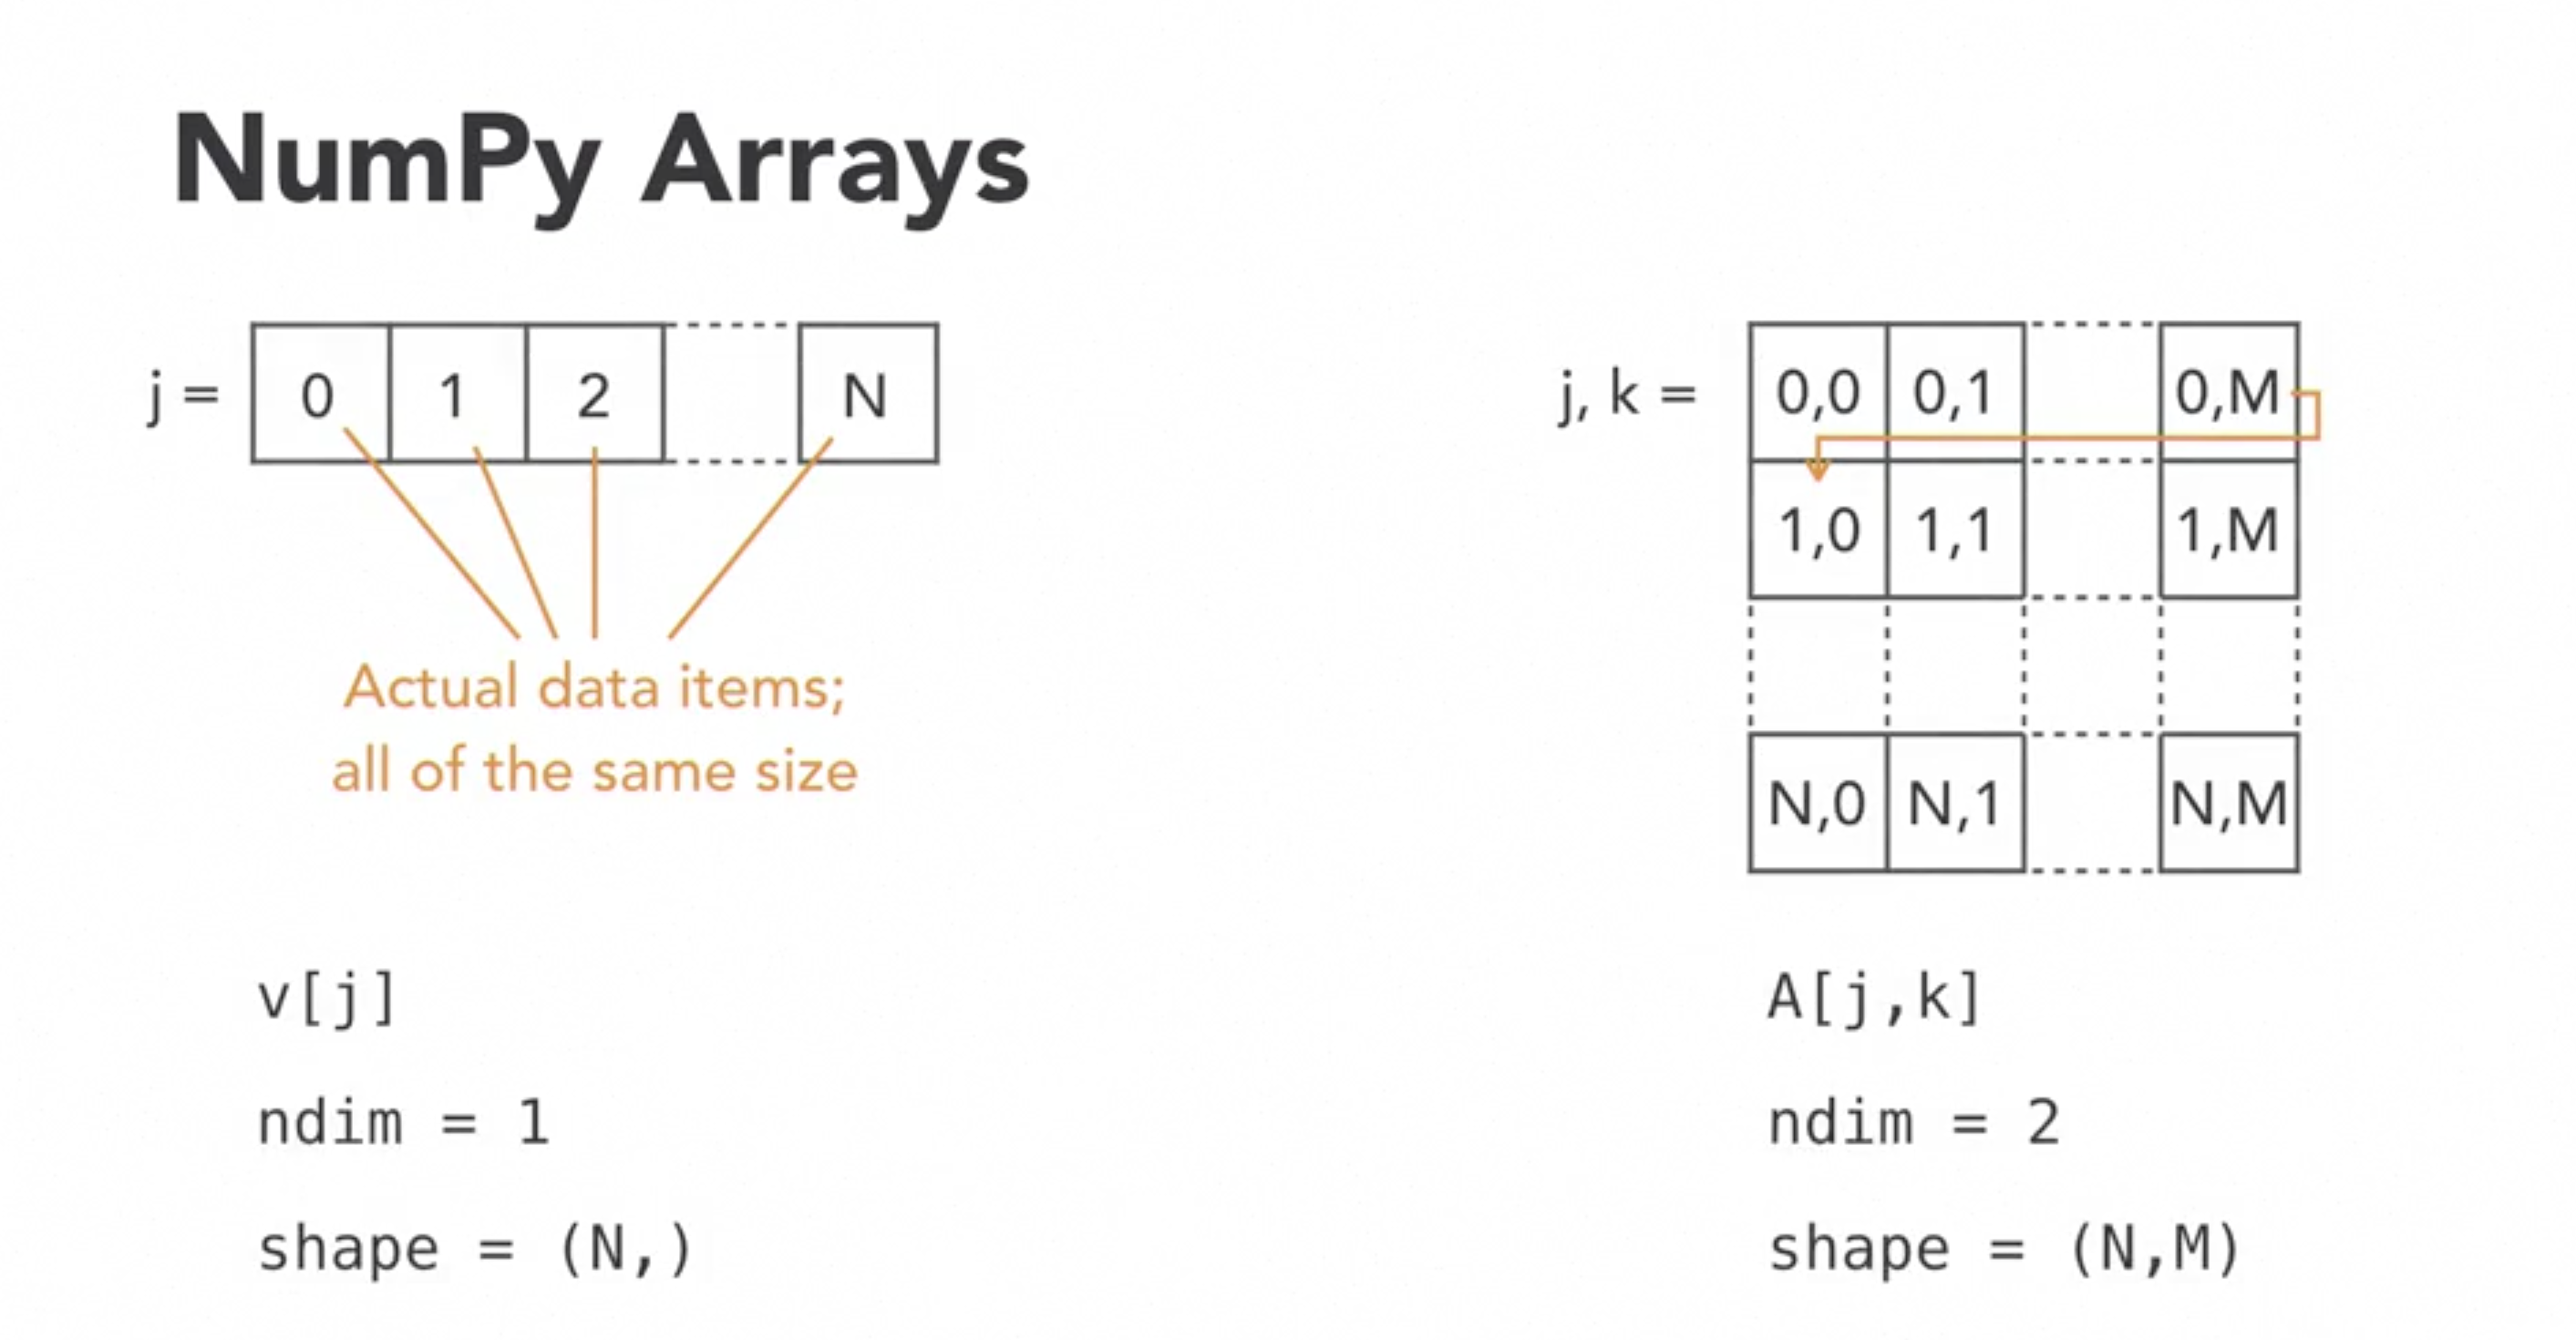 NumPy Arrays
j =
0
1
2
N
Actual data items;
all of the same size
v[j]
ndim = 1
shape = (N,)
j, k =
0,0
0,1
0,M
1,0
1,1
1,M
N,0
N,1
N,M
A[j,k]
ndim = 2
shape = (N,M)